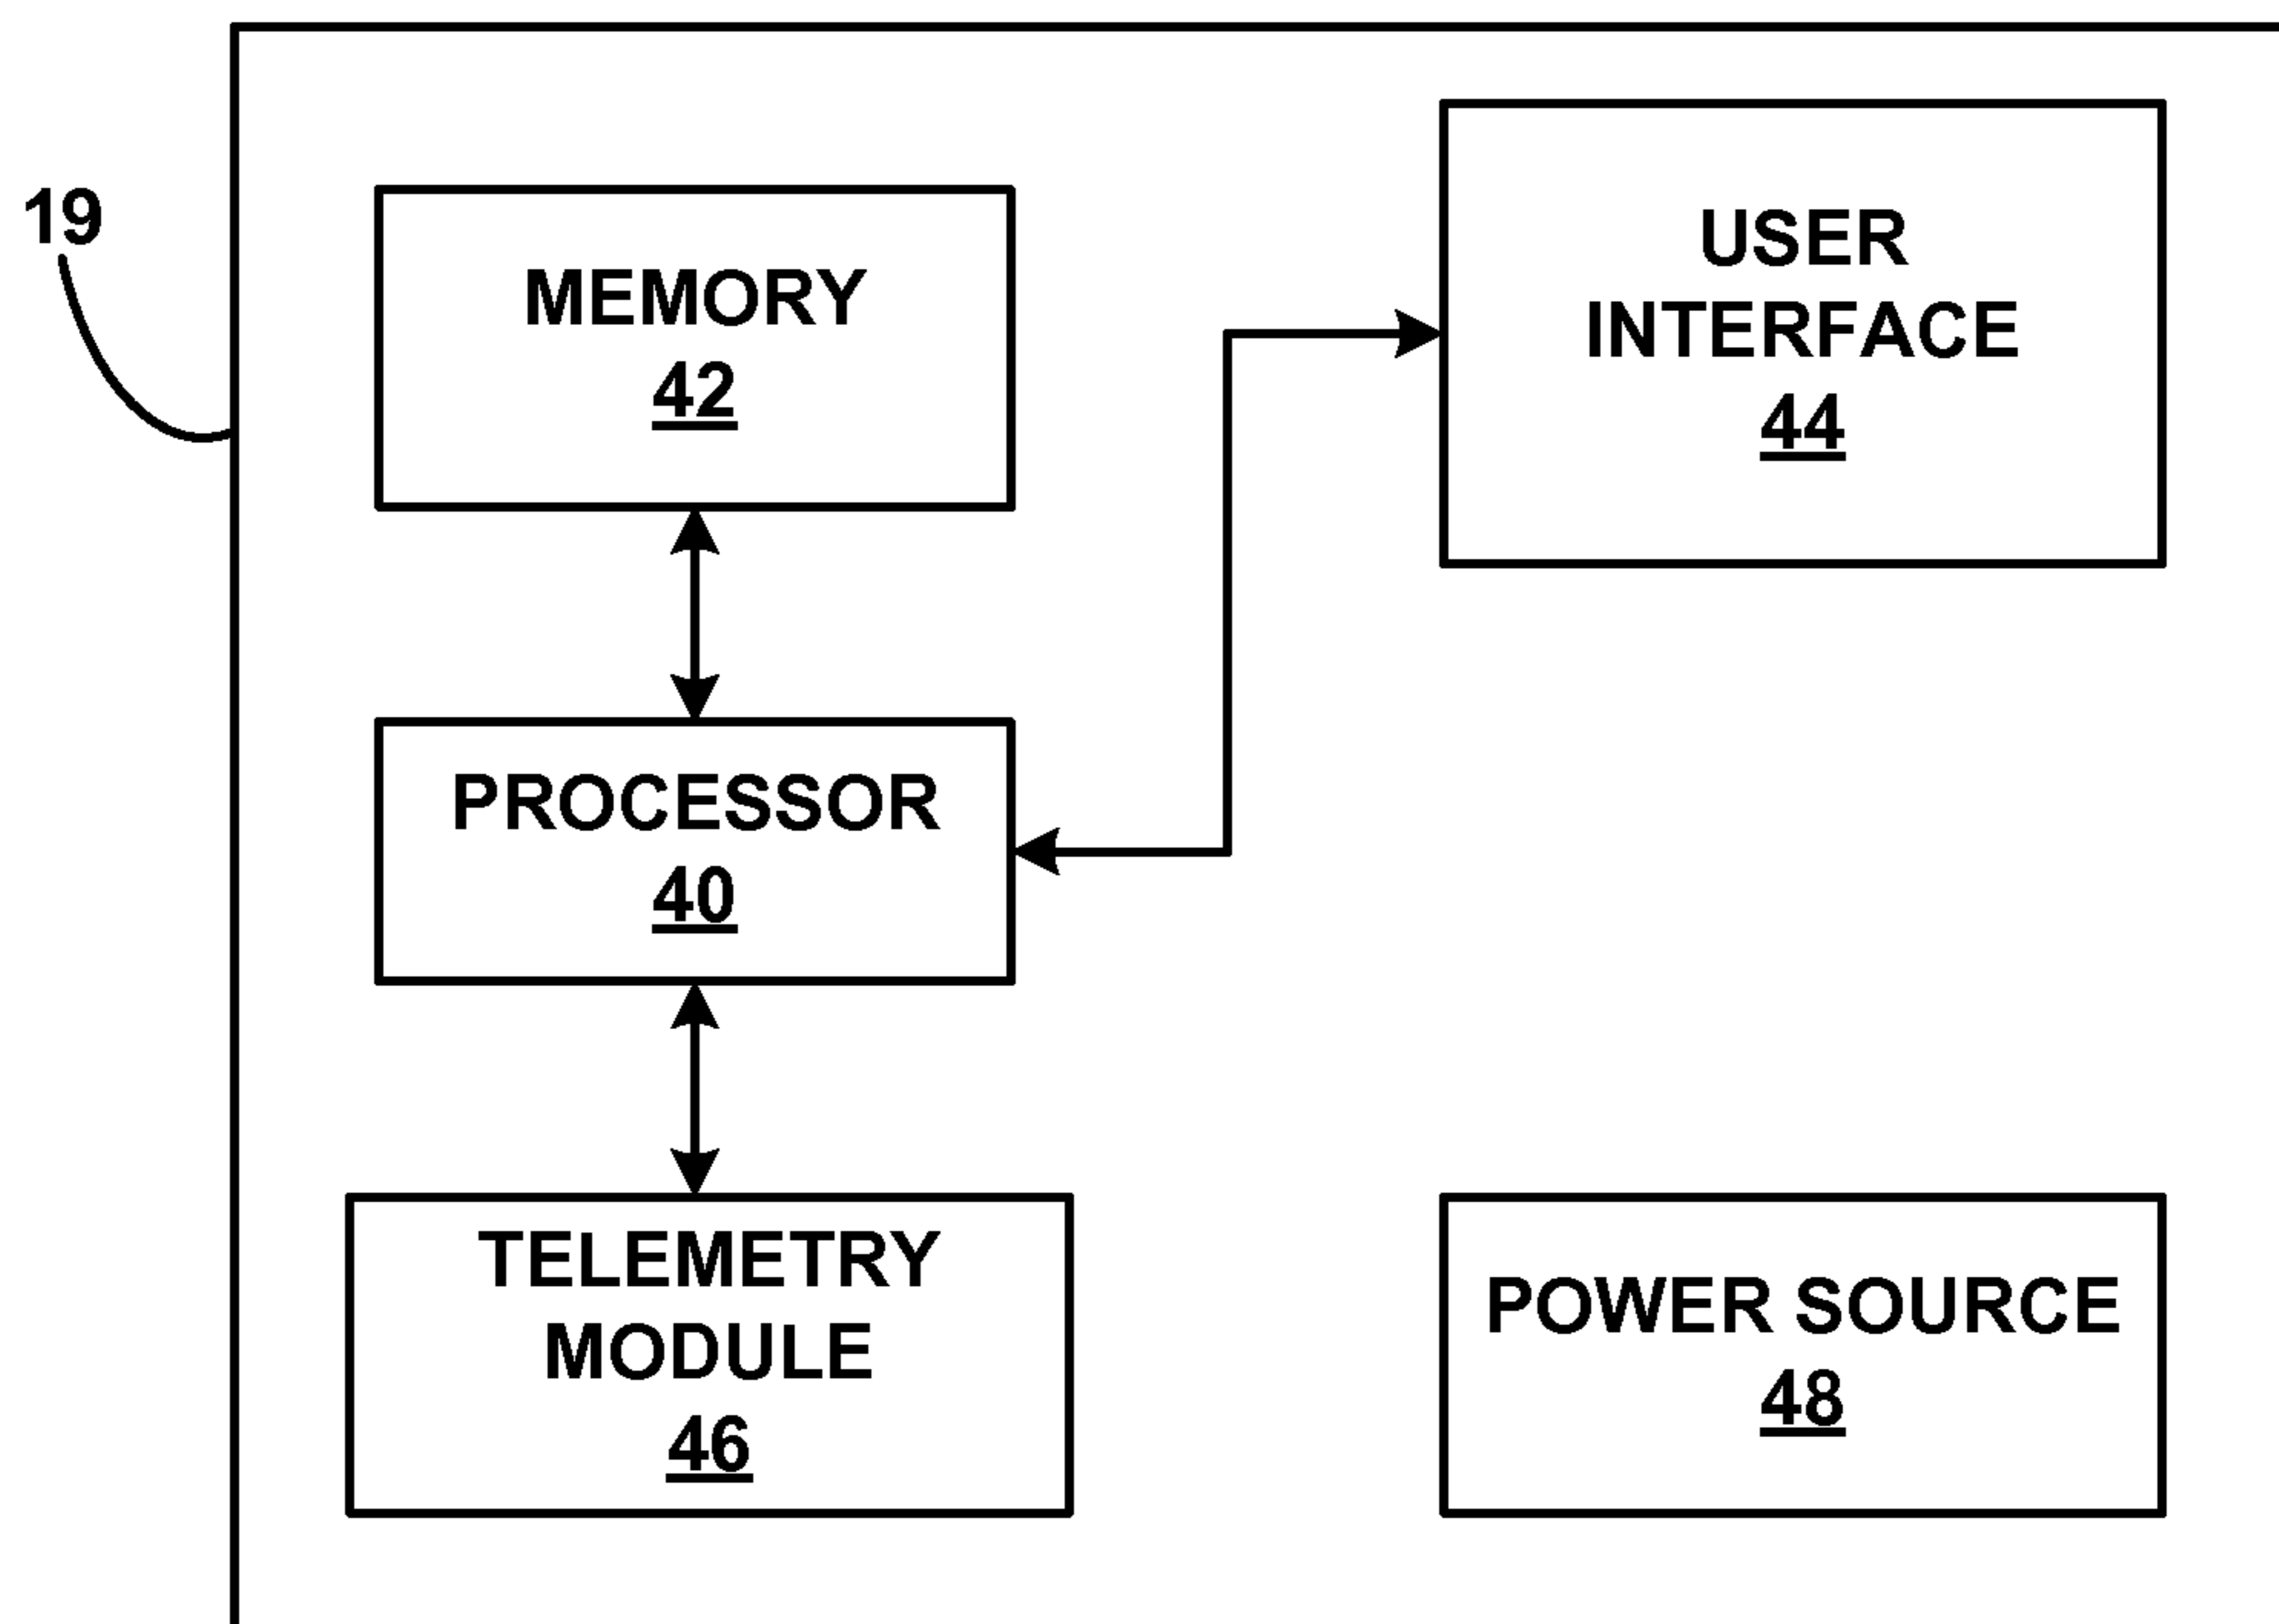 19
MEMORY
42
USER
INTERFACE
44
PROCESSOR
40
TELEMETRY
MODULE
46
POWER SOURCE
48